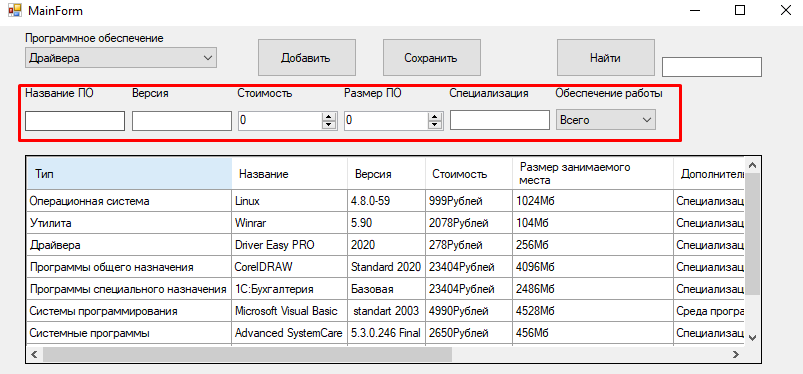 MainForm
Программное обеспечение
Драйвера
Добавить
Сохранить
Найти
Название ПО Версия Стоимость Размер ПО Специализация Обеспечение работы
0 0 Всего
Тип Название Версия Стоимость Размер занимаемого места Дополнитель
Операционная система Linux 4.8.0-59 999Рублей 1024Мб Специализац
Утилита Winrar 5.90 2078Рублей 104Мб Специализац
Драйвера Driver Easy PRO 2020 278Рублей 256Мб Специализац
Программы общего назначения CorelDRAW Standard 2020 23404Рублей 4096Мб Специализац
Программы специального назначения 1С:Бухгалтерия Базовая 23404Рублей 2486Мб Специализац
Системы программирования Microsoft Visual Basic standart 2003 4990Рублей 4528Мб Среда програ
Системные программы Advanced SystemCare 5.3.0.246 Final 2650Рублей 456Мб Специализац